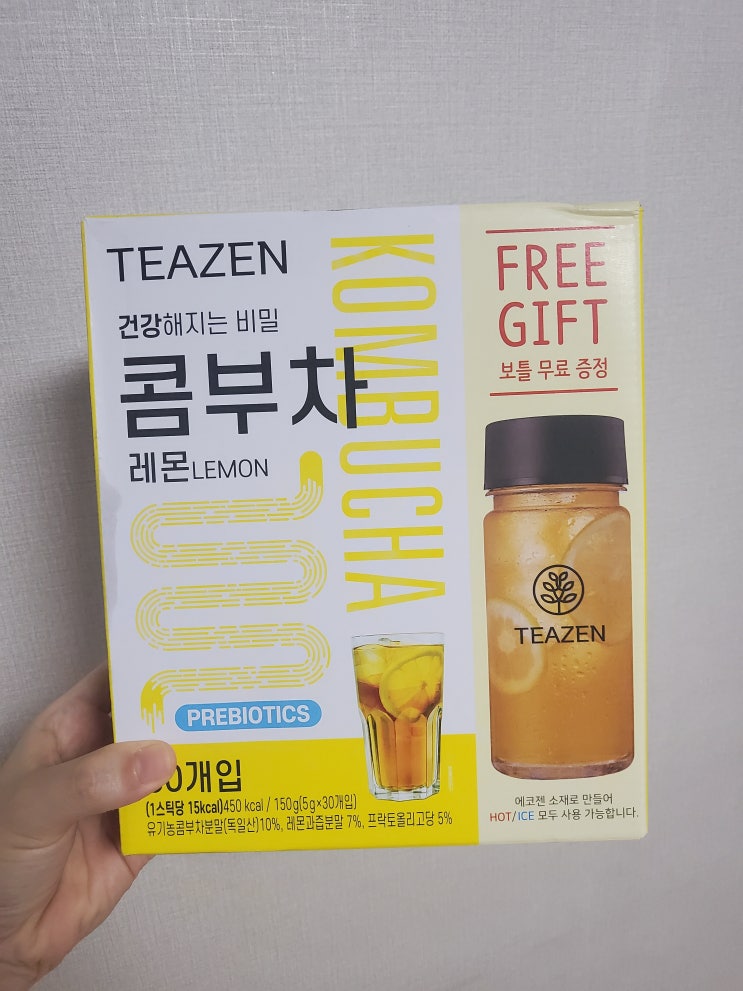 TEAZEN
건강해지는 비밀
콤부차
레몬LEMON
KOMBUCHA
PREBIOTICS
0개입
(1스틱당 15kcal)450 kcal / 150g(5g×30개입)
유기농콤부차분말(독일산)10%, 레몬과즙분말 7%, 프락토올리고당 5%
FREE
GIFT
보틀 무료 증정
TEAZEN
에코젠 소재로 만들어
HOT/ICE 모두 사용 가능합니다.